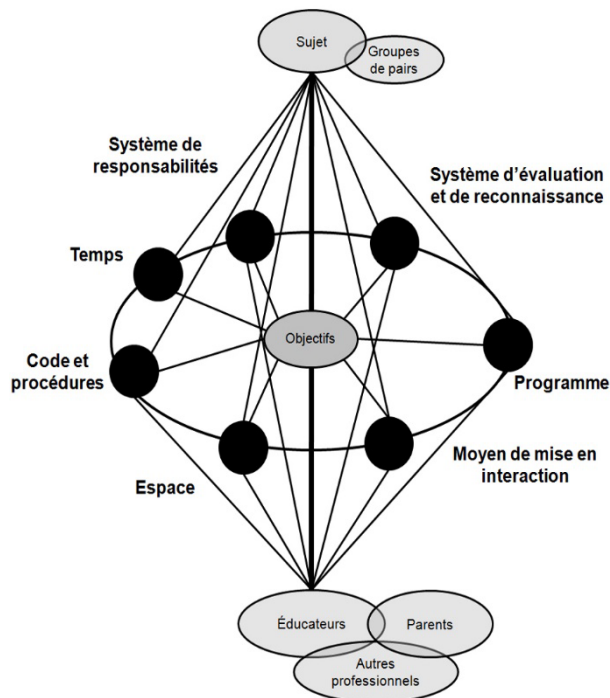 Sujet
Groupes
de pairs
Système de
responsabilités
Système d'évaluation
et de reconnaissance
Temps
Objectifs
Code et
procédures
Programme
Espace
Moyen de mise en
interaction
Éducateurs
Parents
Autres
professionnels